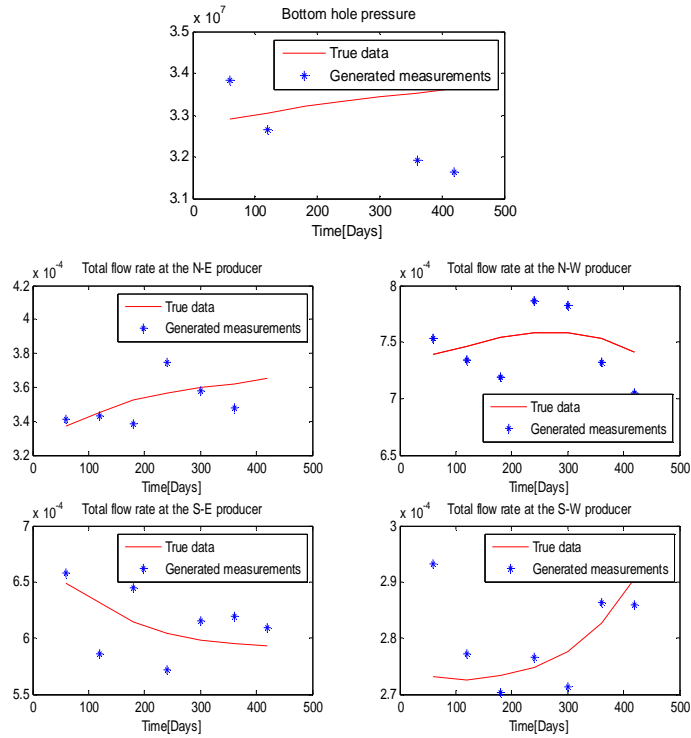 Bottom hole pressure
x 10^7
3.5
3.4
3.3
3.2
3.1
True data
Generated measurements
0 100 200 300 400 500
Time[Days]
Total flow rate at the N-E producer
x 10^-4
4.2
4
3.8
3.6
3.4
3.2
True data
Generated measurements
0 100 200 300 400 500
Time[Days]
Total flow rate at the N-W producer
x 10^-4
8
7.5
7
6.5
True data
Generated measurements
0 100 200 300 400 500
Time[Days]
Total flow rate at the S-E producer
x 10^-4
7
6.5
6
5.5
True data
Generated measurements
0 100 200 300 400 500
Time[Days]
Total flow rate at the S-W producer
x 10^-4
3
2.9
2.8
2.7
True data
Generated measurements
0 100 200 300 400 500
Time[Days]